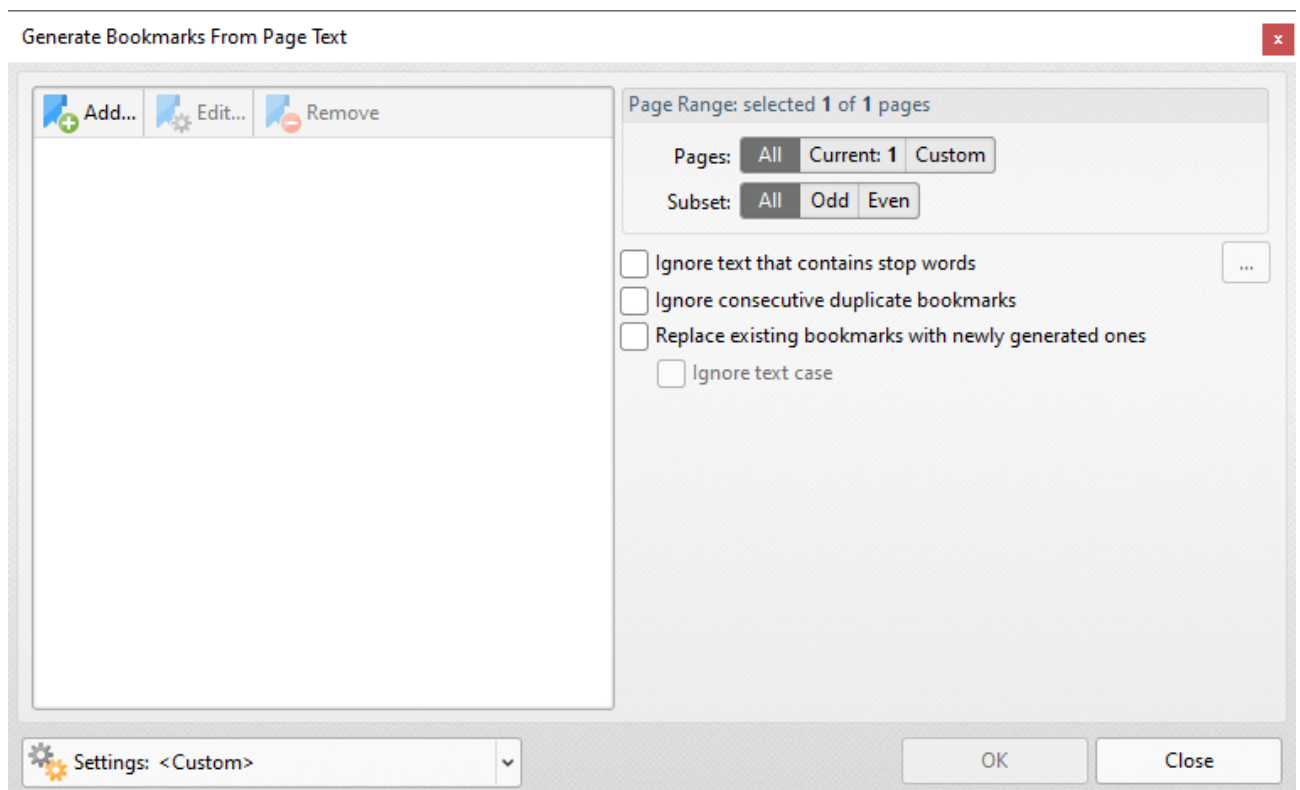 Generate Bookmarks From Page Text
x
Add... Edit... Remove
Page Range: selected 1 of 1 pages
Pages: All Current: 1 Custom
Subset: All Odd Even
Ignore text that contains stop words ...
Ignore consecutive duplicate bookmarks
Replace existing bookmarks with newly generated ones
Ignore text case
Settings: <Custom> OK Close